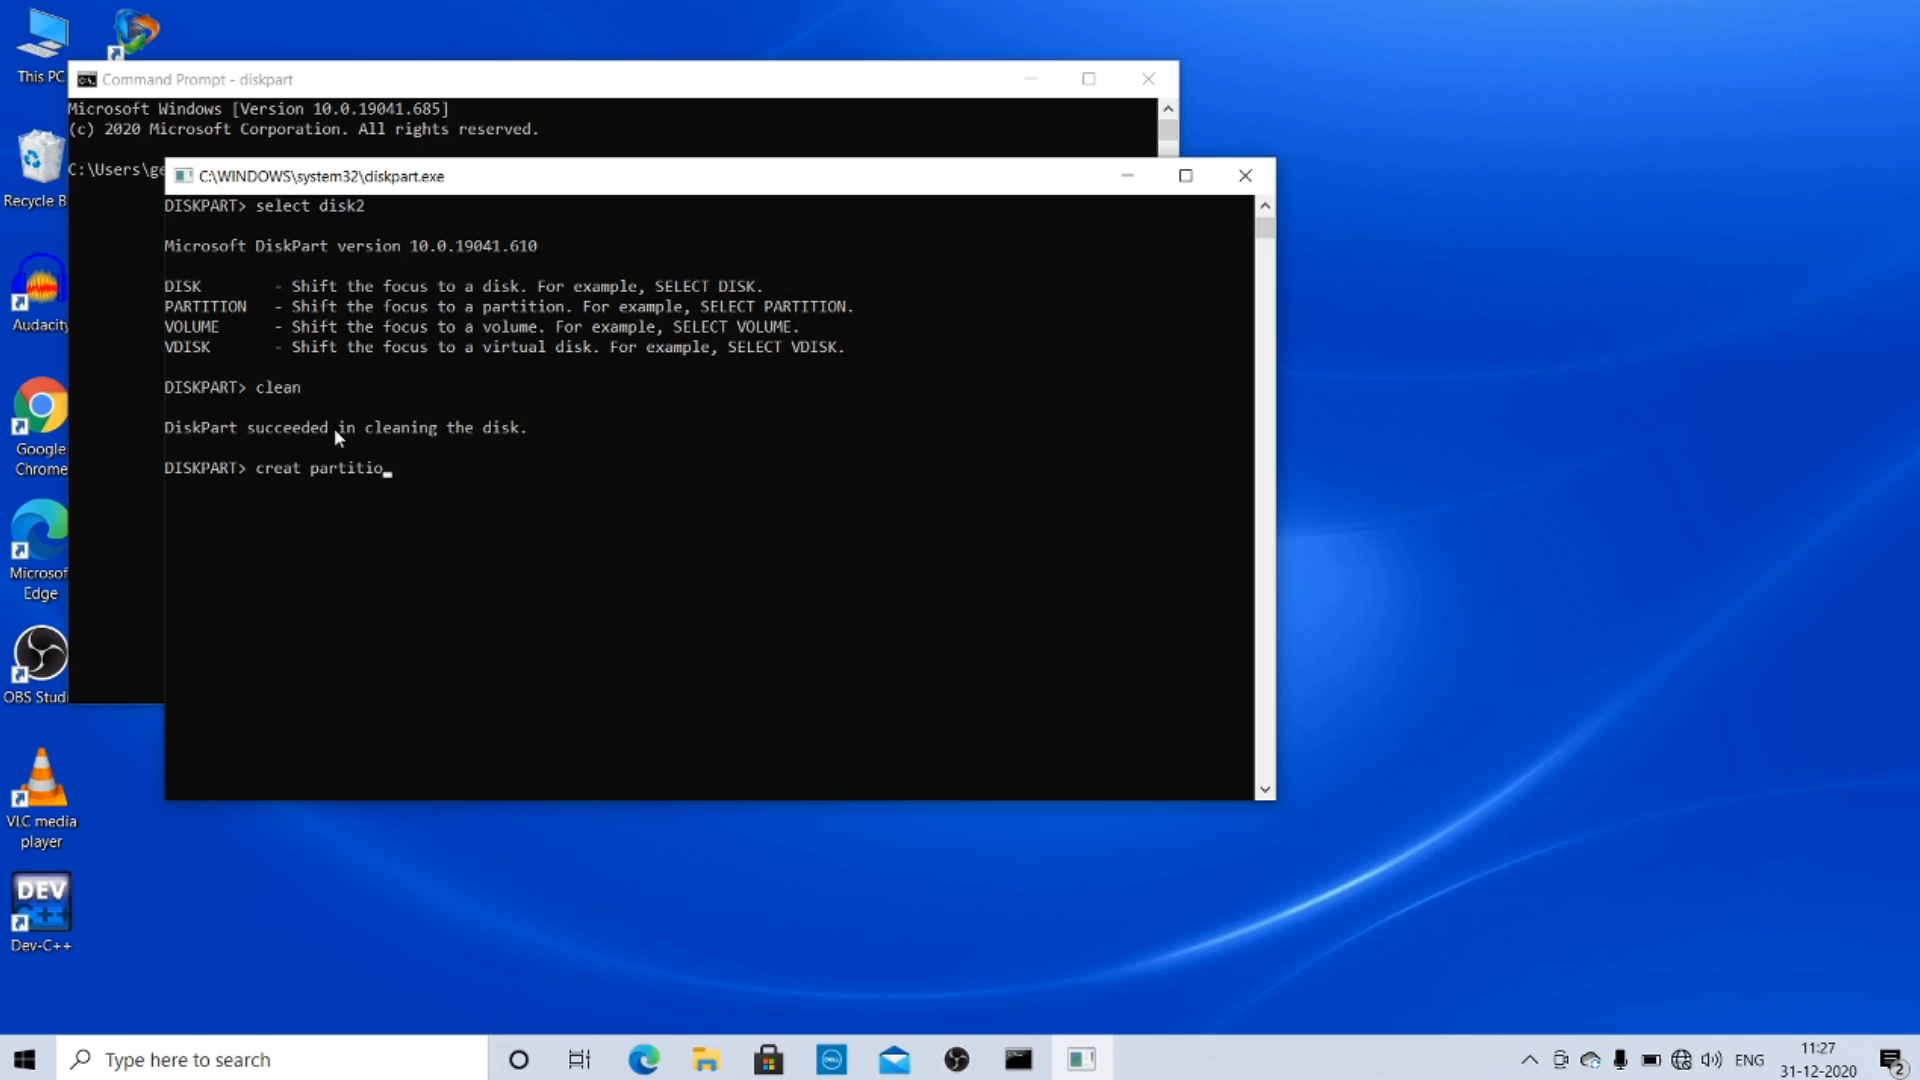 This PC
Command Prompt - diskpart
Microsoft Windows [Version 10.0.19041.685]
(c) 2020 Microsoft Corporation. All rights reserved.
C:\Users\ge
C:\WINDOWS\system32\diskpart.exe
DISKPART> select disk2
Microsoft DiskPart version 10.0.19041.610
DISK - Shift the focus to a disk. For example, SELECT DISK.
PARTITION - Shift the focus to a partition. For example, SELECT PARTITION.
VOLUME - Shift the focus to a volume. For example, SELECT VOLUME.
VDISK - Shift the focus to a virtual disk. For example, SELECT VDISK.
DISKPART> clean
DiskPart succeeded in cleaning the disk.
DISKPART> creat partitio_
Recycle B
Audacity
Google
Chrome
Microsof
Edge
OBS Studi
VLC media
player
DEV
C++
Dev-C++
Type here to search
DELL
ENG
11:27
31-12-2020
2